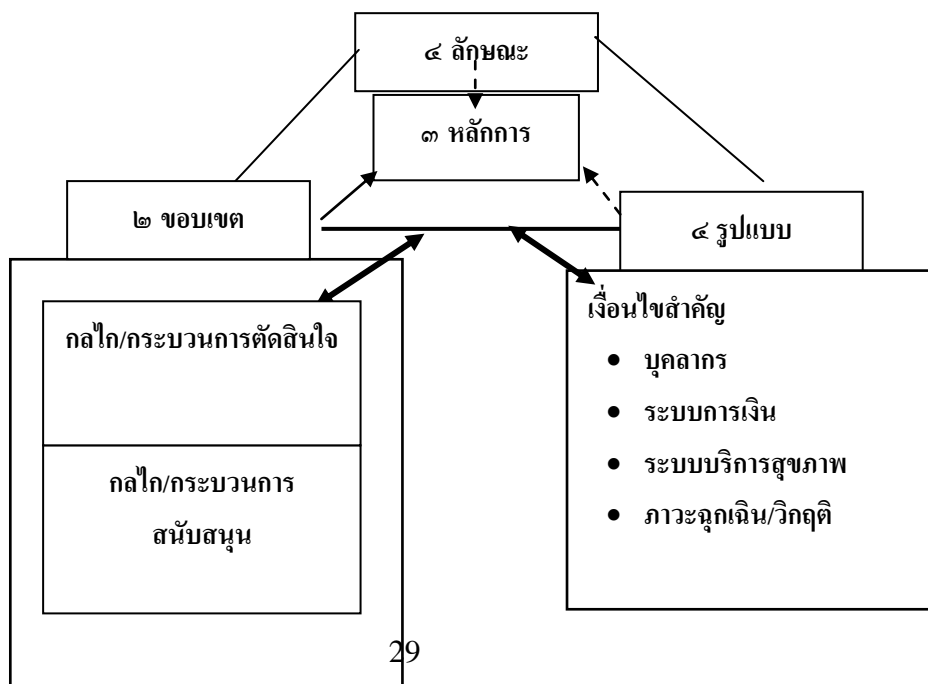 ๔ ลักษณะ
๓ หลักการ
๒ ขอบเขต
๔ รูปแบบ
กลไก/กระบวนการตัดสินใจ
กลไก/กระบวนการ
สนับสนุน
เงื่อนไขสำคัญ
• บุคลากร
• ระบบการเงิน
• ระบบบริการสุขภาพ
• ภาวะฉุกเฉิน/วิกฤติ
29